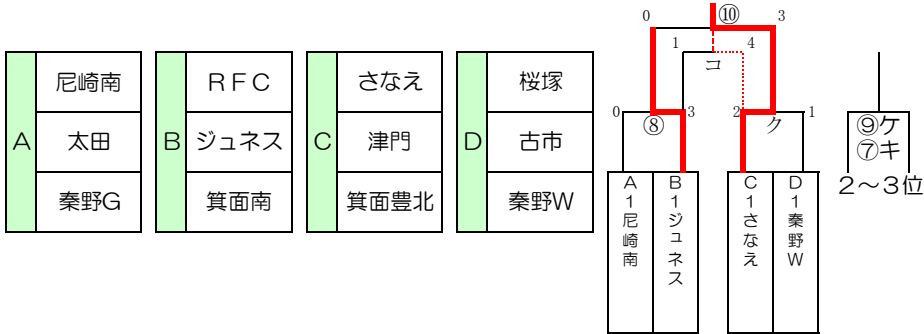 A
尼崎南
太田
秦野G
B
ＲＦＣ
ジュネス
箕面南
C
さなえ
津門
箕面豊北
D
桜塚
古市
秦野W
0 ⑩ 3
1 4
コ
0 ⑧ 3 2 ク 1
A1尼崎南
B1ジュネス
C1さなえ
D1秦野W
⑨ケ
⑦キ
２～３位